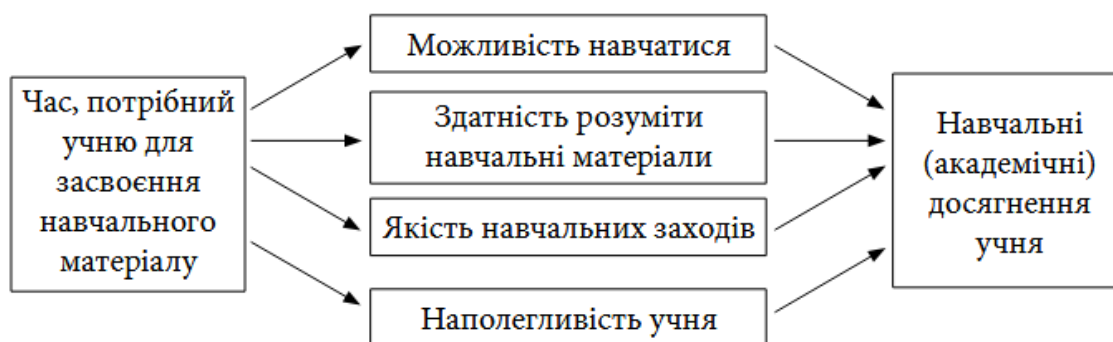 Час, потрібний
учню для
засвоєння
навчального
матеріалу
Можливість навчатися
Здатність розуміти
навчальні матеріали
Якість навчальних заходів
Наполегливість учня
Навчальні
(академічні)
досягнення
учня